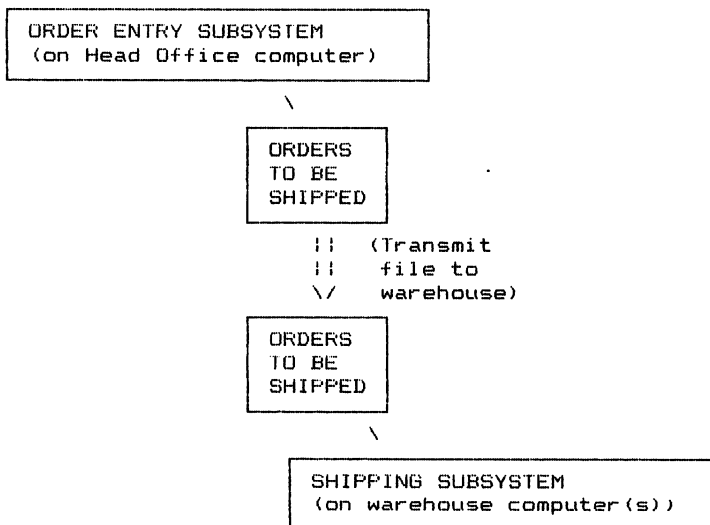 ORDER ENTRY SUBSYSTEM
(on Head Office computer)
ORDERS
TO BE
SHIPPED
(Transmit
file to
warehouse)
ORDERS
TO BE
SHIPPED
SHIPPING SUBSYSTEM
(on warehouse computer(s))